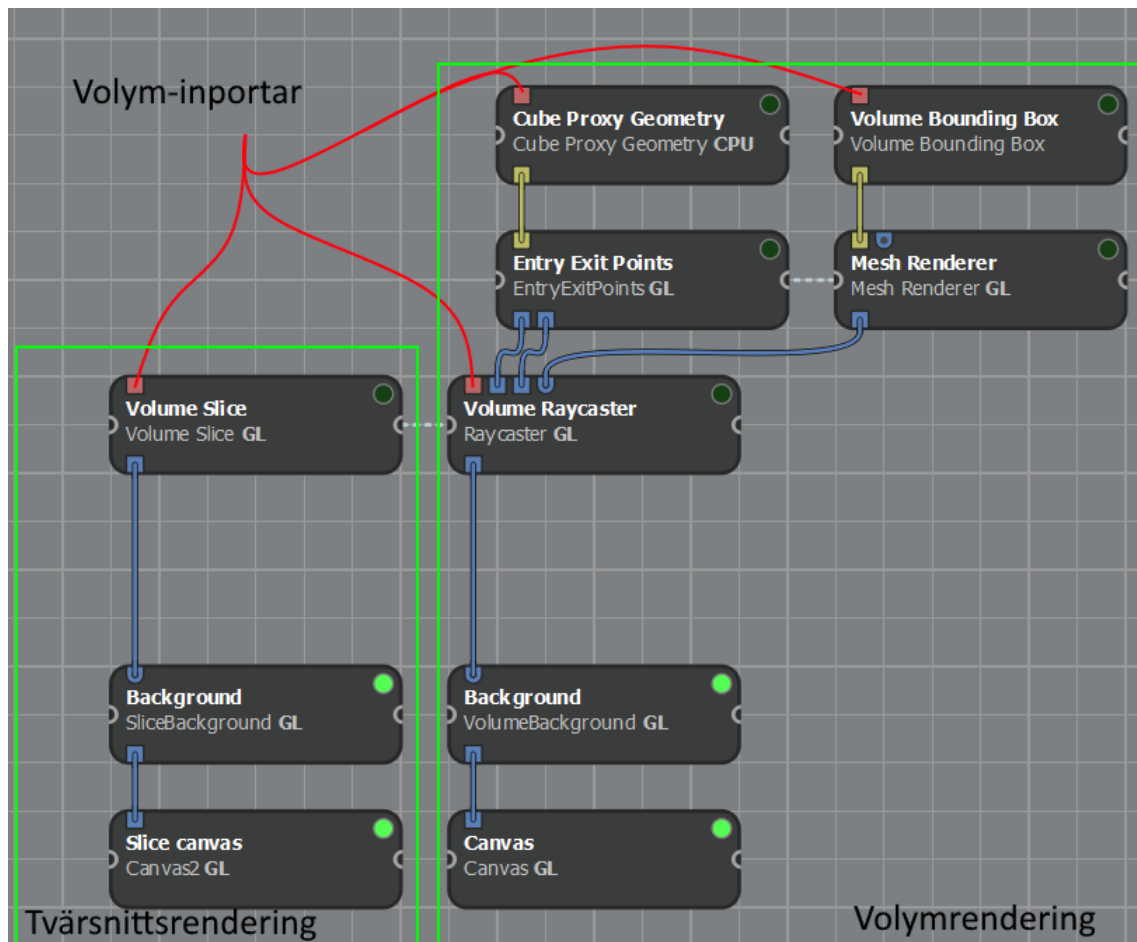 Volym-inportar
Cube Proxy Geometry
Cube Proxy Geometry CPU
Volume Bounding Box
Volume Bounding Box
Entry Exit Points
EntryExitPoints GL
Mesh Renderer
Mesh Renderer GL
Volume Slice
Volume Slice GL
Volume Raycaster
Raycaster GL
Background
SliceBackground GL
Background
VolumeBackground GL
Slice canvas
Canvas2 GL
Canvas
Canvas GL
Tvärsnittsrendering
Volymrendering